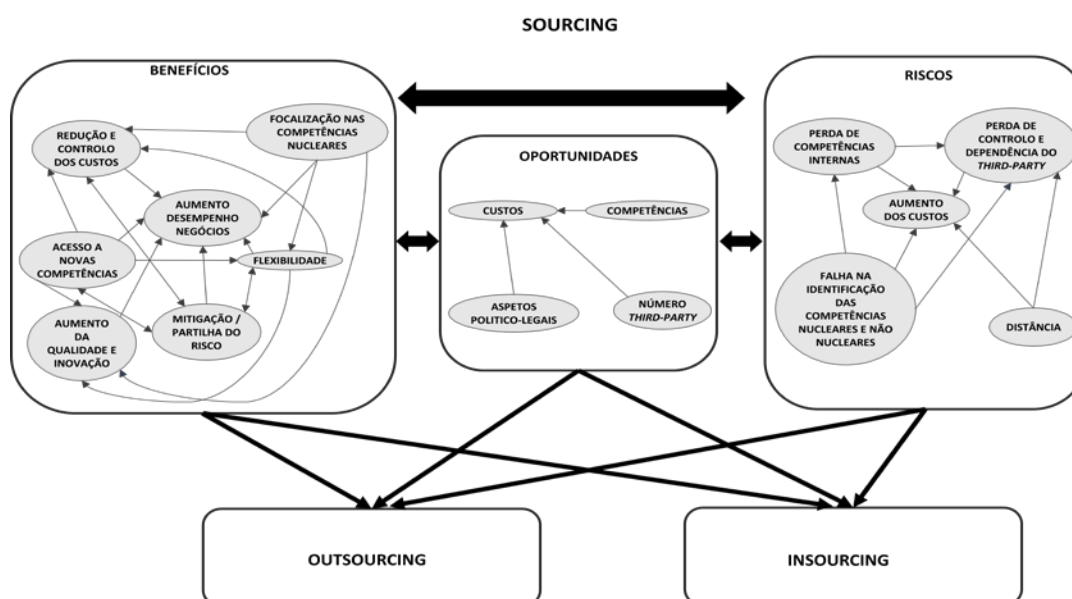 SOURCING
BENEFÍCIOS
REDUÇÃO E
CONTROLO
DOS CUSTOS
FOCALIZAÇÃO NAS
COMPETÊNCIAS
NUCLEARES
AUMENTO
DESEMPENHO
NEGÓCIOS
ACESSO A
NOVAS
COMPETÊNCIAS
FLEXIBILIDADE
AUMENTO
DA
QUALIDADE E
INOVAÇÃO
MITIGAÇÃO /
PARTILHA DO
RISCO
OPORTUNIDADES
CUSTOS
COMPETÊNCIAS
ASPETOS
POLITICO-LEGAIS
NÚMERO
THIRD-PARTY
RISCOS
PERDA DE
COMPETÊNCIAS
INTERNAS
PERDA DE
CONTROLO E
DEPENDÊNCIA DO
THIRD-PARTY
AUMENTO
DOS CUSTOS
FALHA NA
IDENTIFICAÇÃO
DAS
COMPETÊNCIAS
NUCLEARES E NÃO
NUCLEARES
DISTÂNCIA
OUTSOURCING
INSOURCING